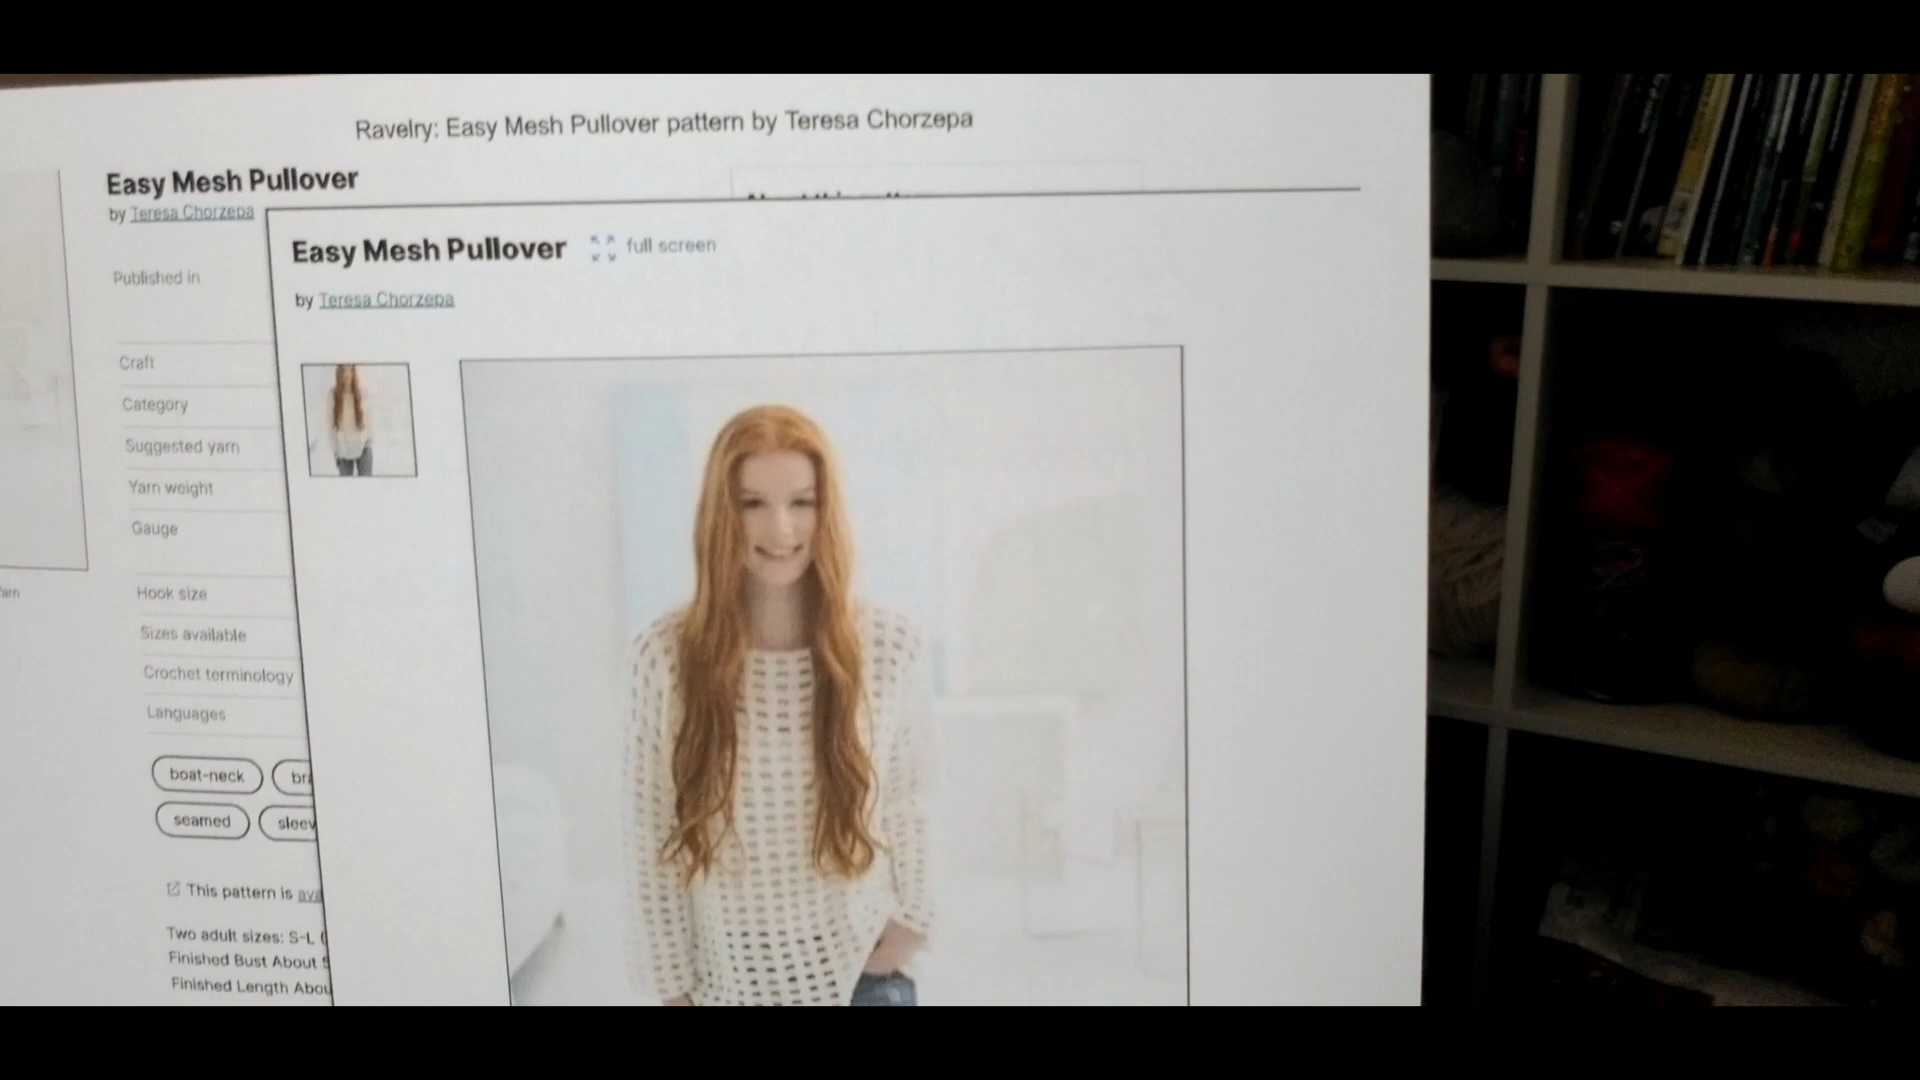 Ravelry: Easy Mesh Pullover pattern by Teresa Chorzepa
Easy Mesh Pullover
by Teresa Chorzepa
Published in
Craft
Category
Suggested yarn
Yarn weight
Gauge
Hook size
Sizes available
Crochet terminology
Languages
boat-neck
seamed
This pattern is
Two adult sizes: S-L (
Finished Bust About
Finished Length
Easy Mesh Pullover full screen
by Teresa Chorzepa